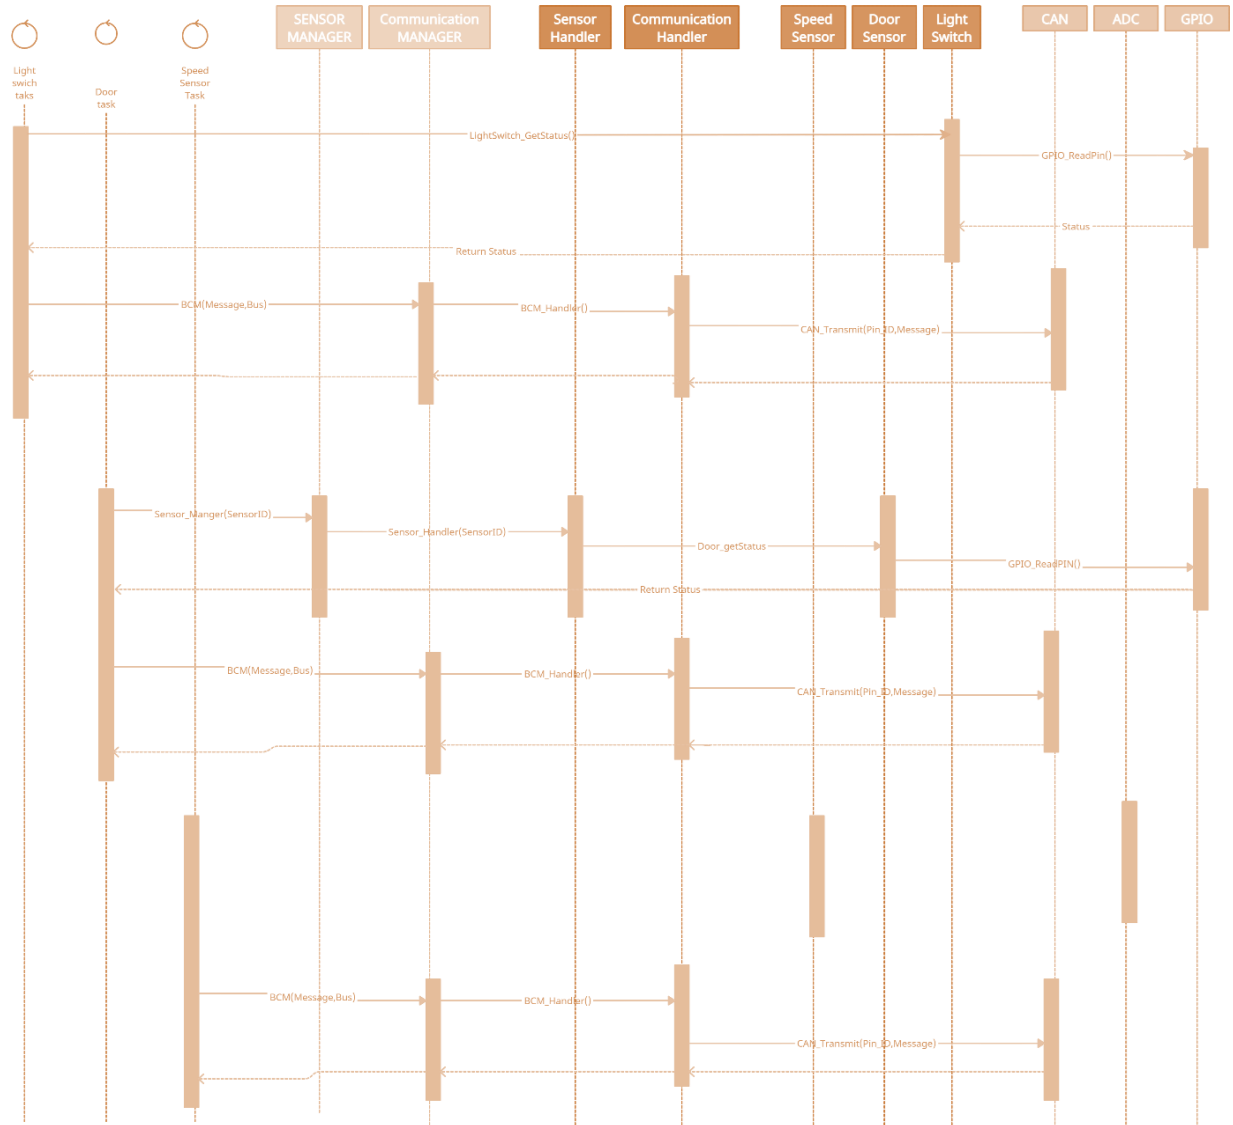 SENSOR
MANAGER
Communication
MANAGER
Sensor
Handler
Communication
Handler
Speed
Sensor
Door
Sensor
Light
Switch
CAN
ADC
GPIO
Light
swich
taks
Door
task
Speed
Sensor
Task
LightSwitch_GetStatus()
GPIO_ReadPin()
Status
Return Status
BCM(Message,Bus)
BCM_Handler()
CAN_Transmit(Pin_ID,Message)
Sensor_Manger(SensorID)
Sensor_Handler(SensorID)
Door_getStatus
GPIO_ReadPIN()
Return Status
BCM(Message,Bus)
BCM_Handler()
CAN_Transmit(Pin_ID,Message)
BCM(Message,Bus)
BCM_Handler()
CAN_Transmit(Pin_ID,Message)